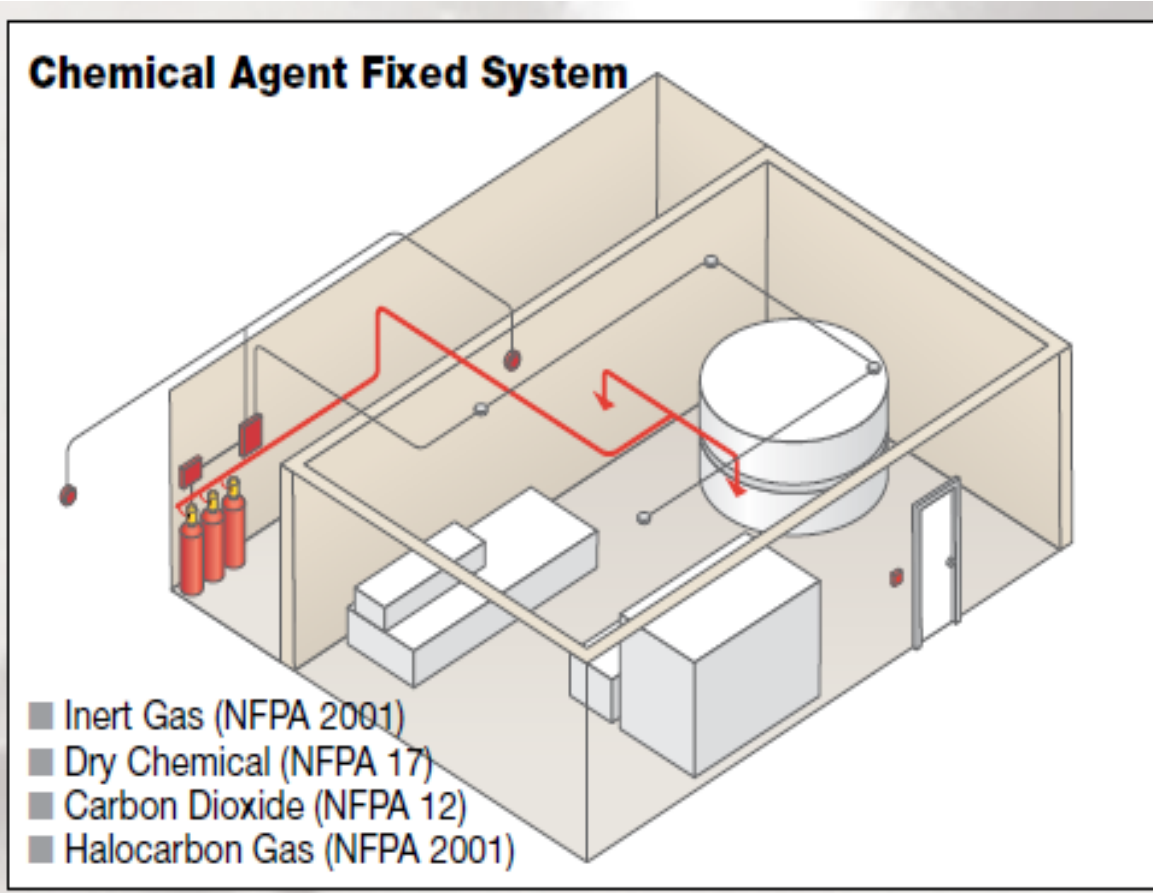 Chemical Agent Fixed System
Inert Gas (NFPA 2001)
Dry Chemical (NFPA 17)
Carbon Dioxide (NFPA 12)
Halocarbon Gas (NFPA 2001)